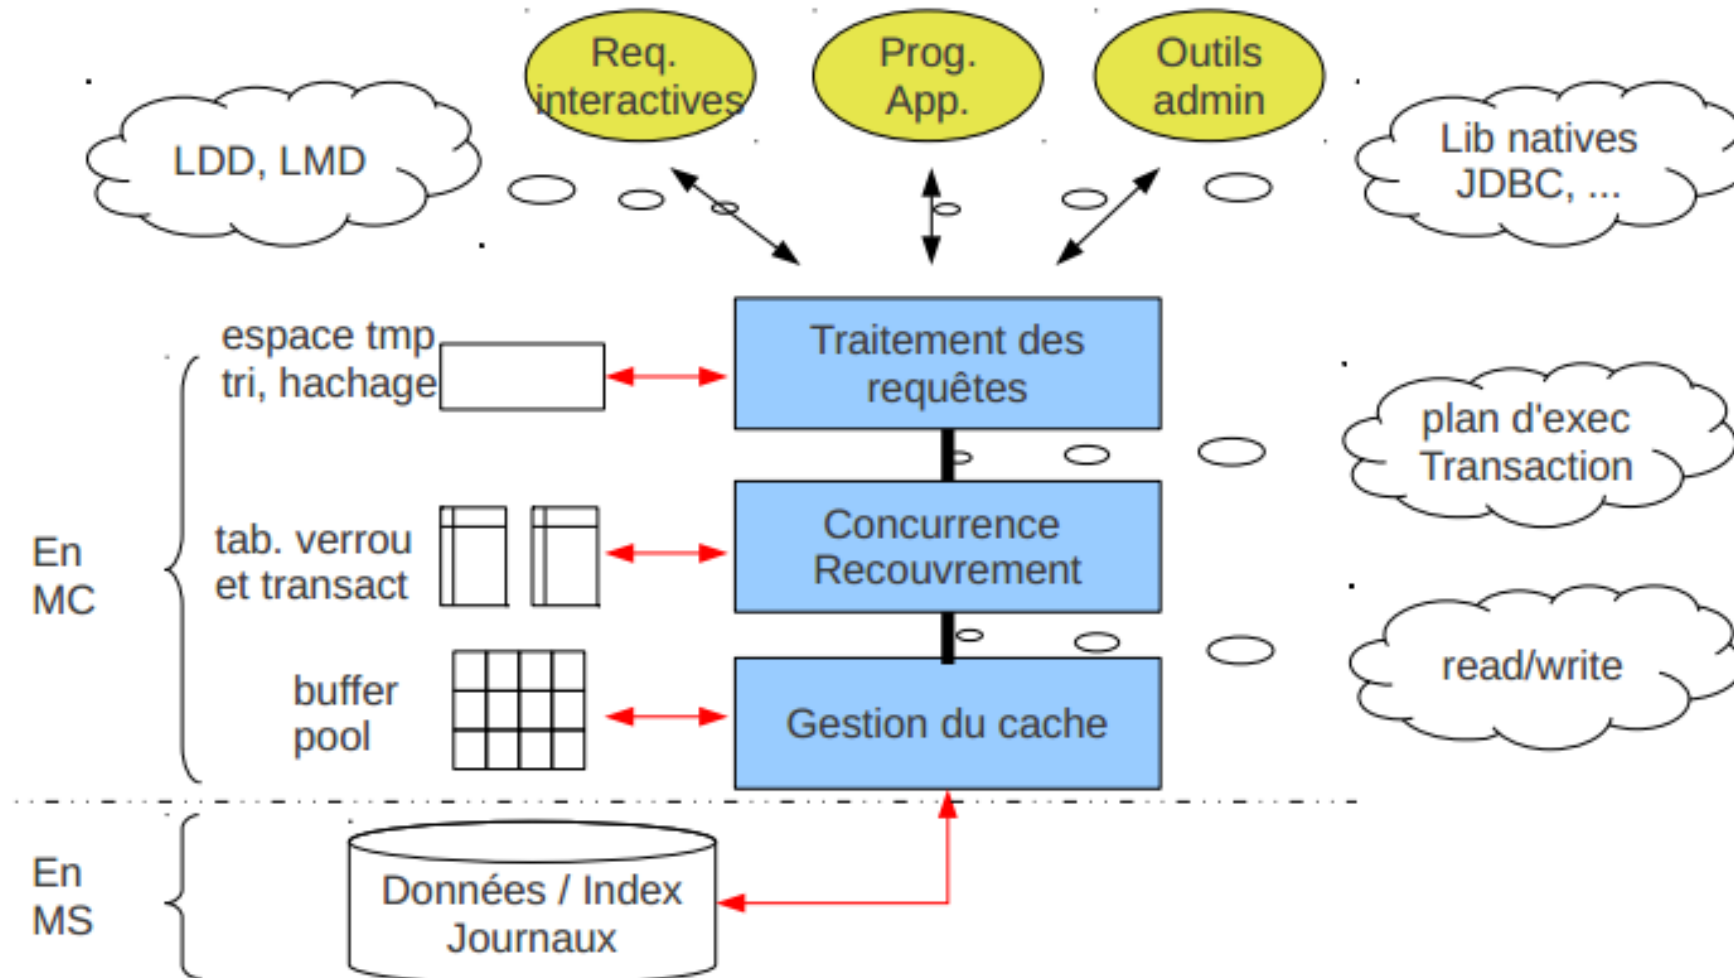 Req.
interactives
Prog.
App.
Outils
admin
LDD, LMD
Lib natives
JDBC, ...
espace tmp
tri, hachage
Traitement des
requêtes
plan d'exec
Transaction
En
MC
tab. verrou
et transact
Concurrence
Recouvrement
buffer
pool
Gestion du cache
read/write
En
MS
Données / Index
Journaux